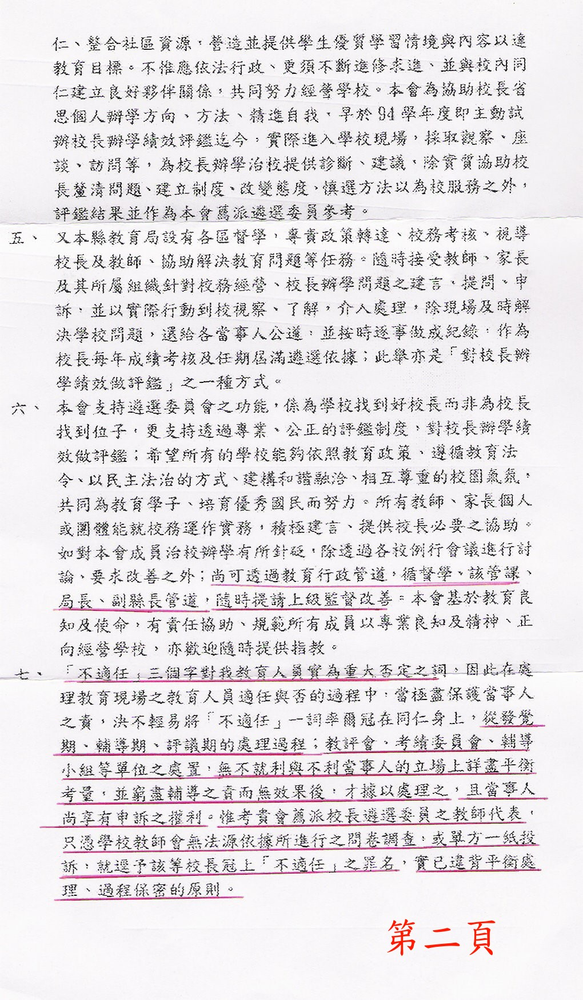 仁、整合社區資源，營造並提供學生優質學習情境與內容以達
教育目標。不惟應依法行政、更須不斷進修求進、並與校內同
仁建立良好夥伴關係，共同努力經營學校。本會為協助校長省
思個人辦學方向、方法、精進自我，早於94學年度即主動試
辦校長辦學績效評鑑迄今，實際進入學校現場，採取觀察、座
談、訪問等，為校長辦學治校提供診斷、建議，除實質協助校
長釐清問題、建立制度、改變態度、慎選方法以為校服務之外，
評鑑結果並作為本會薦派遴選委員參考。
五、 又本縣教育局設有各區督學，專責政策轉達、校務考核、視導
校長及教師、協助解決教育問題等任務。隨時接受教師、家長
及其所屬組織針對校務經營、校長辦學問題之建言、提問、申
訴，並以實際行動到校視察、了解，介入處理，除現場及時解
決學校問題，還給各當事人公道，並按時逐事做成紀錄，作為
校長每年成績考核及任期屆滿遴選依據；此舉亦是「對校長辦
學績效做評鑑」之一種方式。
六、 本會支持遴選委員會之功能，係為學校找到好校長而非為校長
找到位子，更支持透過專業、公正的評鑑制度，對校長辦學績
效做評鑑；希望所有的學校能夠依照教育政策、遵循教育法
令、以民主法治的方式、建構和諧融洽、相互尊重的校園氣氛，
共同為教育學子、培育優秀國民而努力。所有教師、家長個人
或團體能就校務運作實務，積極建言、提供校長必要之協助。
如對本會成員治校辦學有所針砭，除透過各校例行會議進行討
論、要求改善之外；尚可透過教育行政管道，循督學、該管課、
局長、副縣長管道，隨時提請上級監督改善。本會基於教育良
知及使命，有責任協助、規範所有成員以專業良知及精神、正
向經營學校，亦歡迎隨時提供指教。
七、 「不適任」三個字對我教育人員實為重大否定之詞，因此在處
理教育現場之教育人員適任與否的過程中，當極盡保護當事人
之責，決不輕易將「不適任」一詞率爾冠在同仁身上，從發覺
期、輔導期、評議期的處理過程；教評會、考績委員會、輔導
小組等單位之處置，無不就利與不利當事人的立場上詳盡平衡
考量，並窮盡輔導之責而無效果後，才據以處理之，且當事人
尚享有申訴之權利。惟考貴會薦派校長遴選委員之教師代表，
只憑學校教師會無法源依據所進行之問卷調查，或單方一紙投
訴，就逕予該等校長冠上「不適任」之罪名，實已違背平衡處
理、過程保密的原則。
第二頁